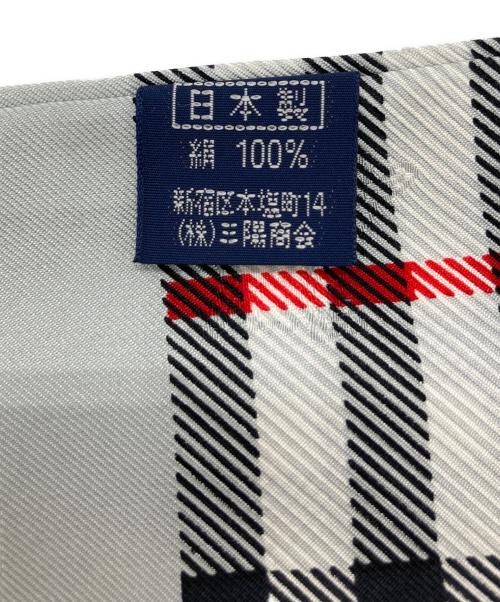 日本製
絹 100%
新宿区本塩町14
(株)三陽商会